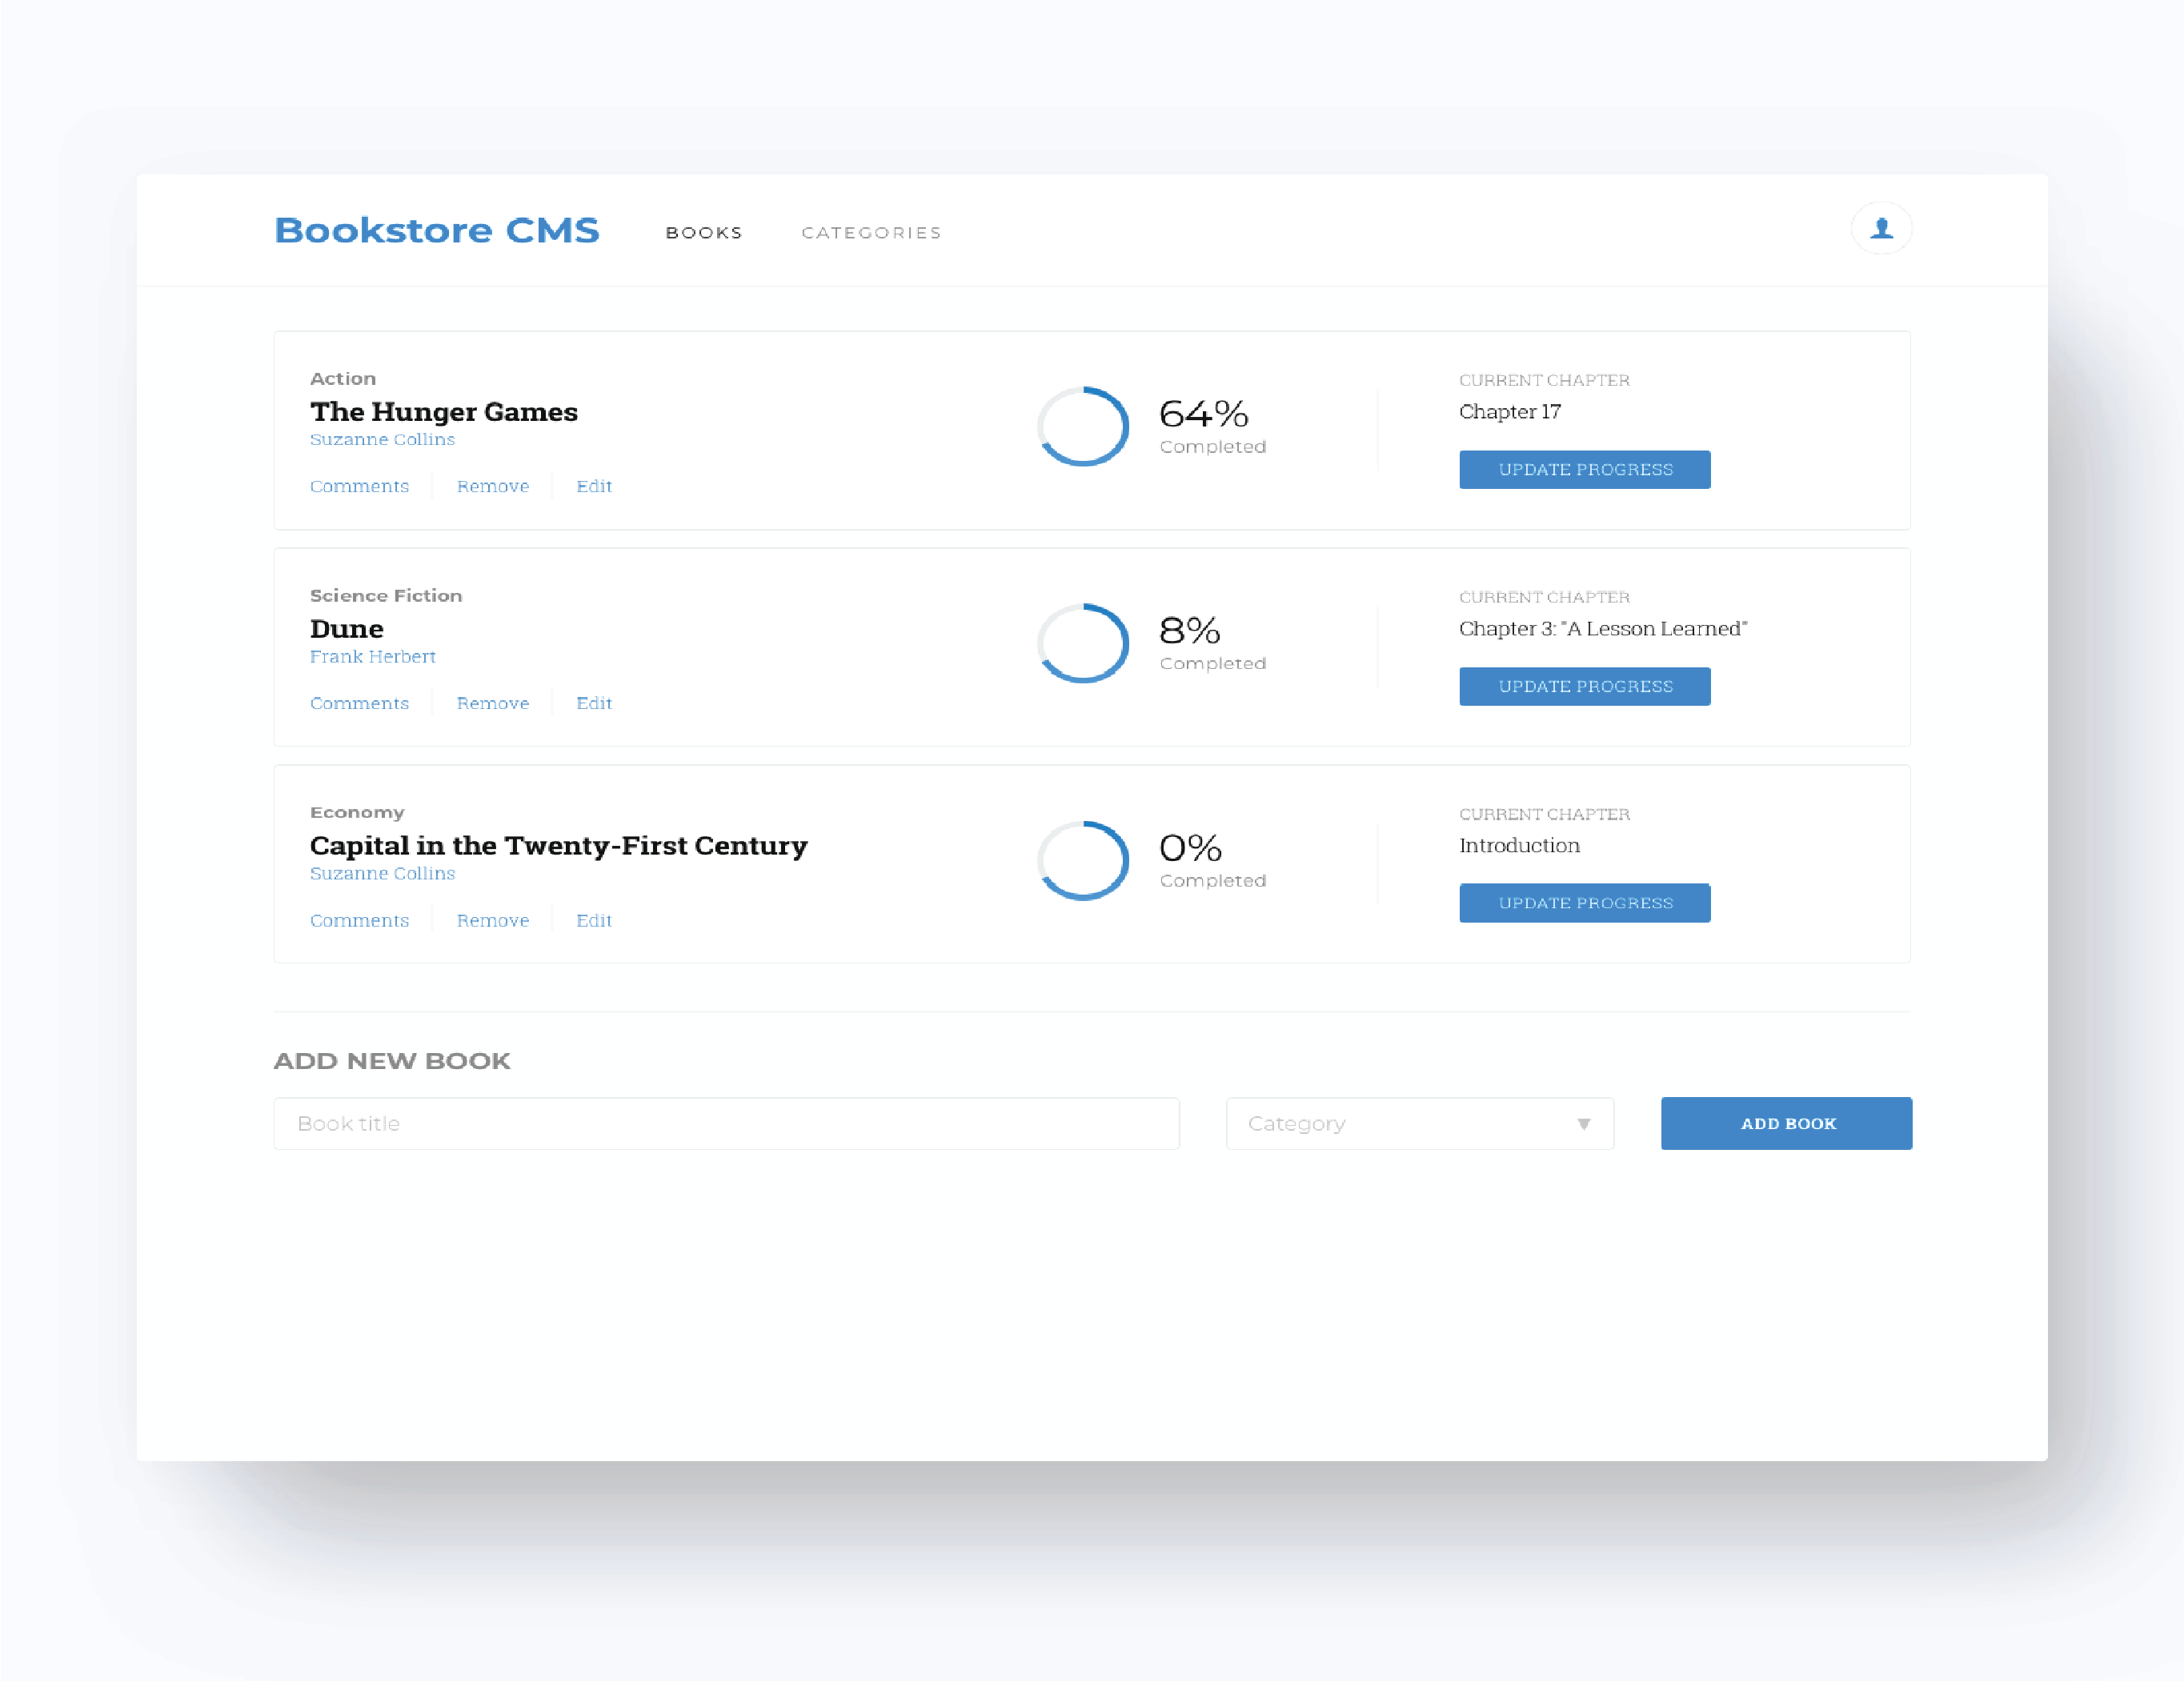 Bookstore CMS BOOKS CATEGORIES
Action
The Hunger Games
Suzanne Collins
Comments Remove Edit
64%
Completed
CURRENT CHAPTER
Chapter 17
UPDATE PROGRESS
Science Fiction
Dune
Frank Herbert
Comments Remove Edit
8%
Completed
CURRENT CHAPTER
Chapter 3: "A Lesson Learned"
UPDATE PROGRESS
Economy
Capital in the Twenty-First Century
Suzanne Collins
Comments Remove Edit
0%
Completed
CURRENT CHAPTER
Introduction
UPDATE PROGRESS
ADD NEW BOOK
Book title Category ADD BOOK